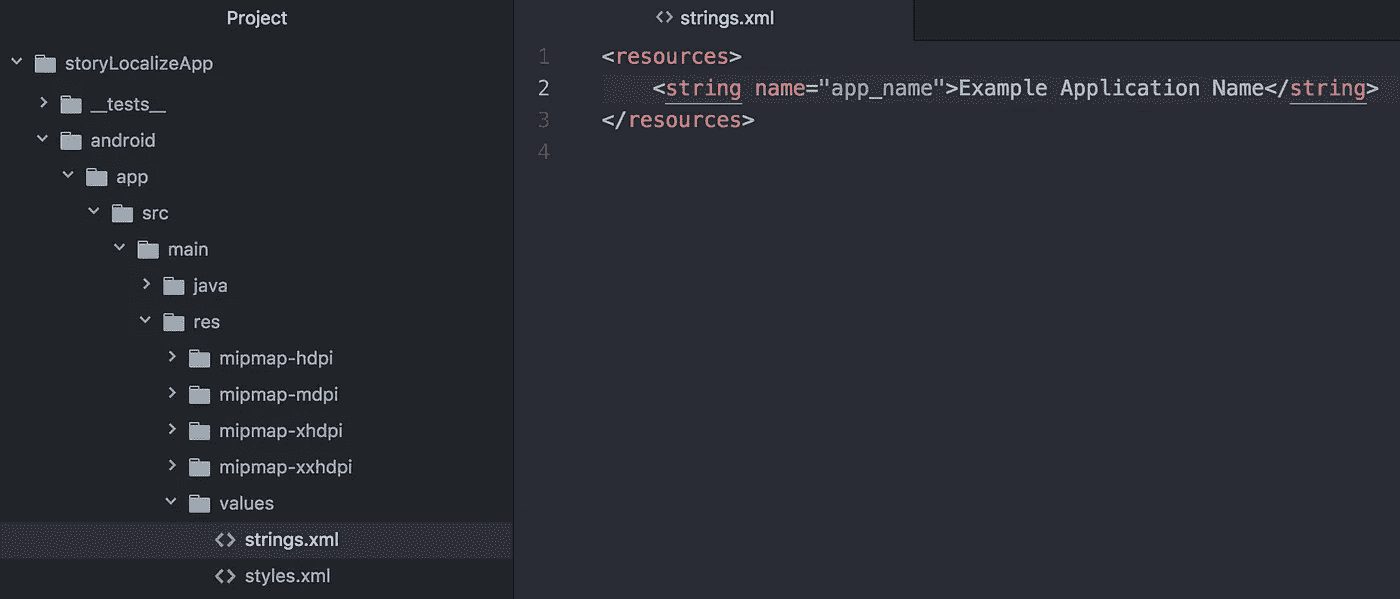 Project
storyLocalizeApp
__tests__
android
app
src
main
java
res
mipmap-hdpi
mipmap-mdpi
mipmap-xhdpi
mipmap-xxhdpi
values
strings.xml
styles.xml
<> strings.xml
1 <resources>
2 <string name="app_name">Example Application Name</string>
3 </resources>
4